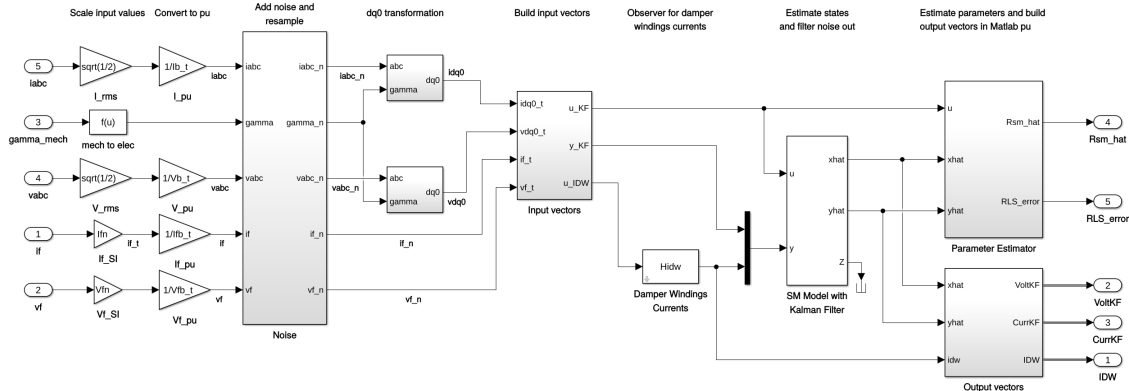 Scale input values
Convert to pu
Add noise and
resample
dq0 transformation
Build input vectors
Observer for damper
windings currents
Estimate states
and filter noise out
Estimate parameters and build
output vectors in Matlab pu
5
iabc
sqrt(1/2)
I_rms
1/Ib_t
I_pu
iabc
3
gamma_mech
f(u)
mech to elec
4
vabc
sqrt(1/2)
V_rms
1/Vb_t
V_pu
vabc
1
If
Ifn
If_SI
if_t
1/Ifb_t
If_pu
if
2
vf
Vfn
Vf_SI
1/Vfb_t
Vf_pu
vf
iabc
gamma
vabc
if
vf
iabc_n
gamma_n
vabc_n
if_n
vf_n
Noise
iabc_n
vabc_n
if_n
vf_n
abc
gamma
dq0
idq0
abc
gamma
dq0
vdq0
idq0_t
vdq0_t
if_t
vf_t
u_KF
y_KF
u_IDW
Input vectors
Hidw
Damper Windings
Currents
u
y
xhat
yhat
Z
SM Model with
Kalman Filter
u
xhat
yhat
Rsm_hat
RLS_error
Parameter Estimator
4
Rsm_hat
5
RLS_error
xhat
yhat
idw
VoltKF
CurrKF
IDW
Output vectors
2
VoltKF
3
CurrKF
1
IDW